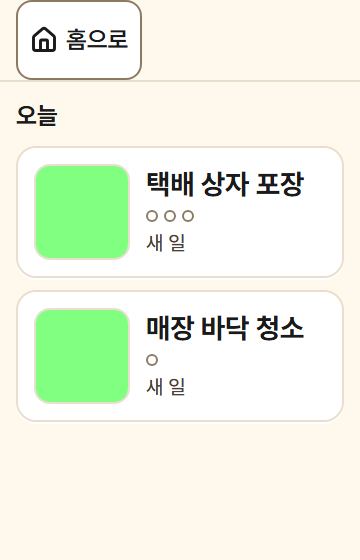 홈으로
오늘
택배 상자 포장
새 일
매장 바닥 청소
새 일